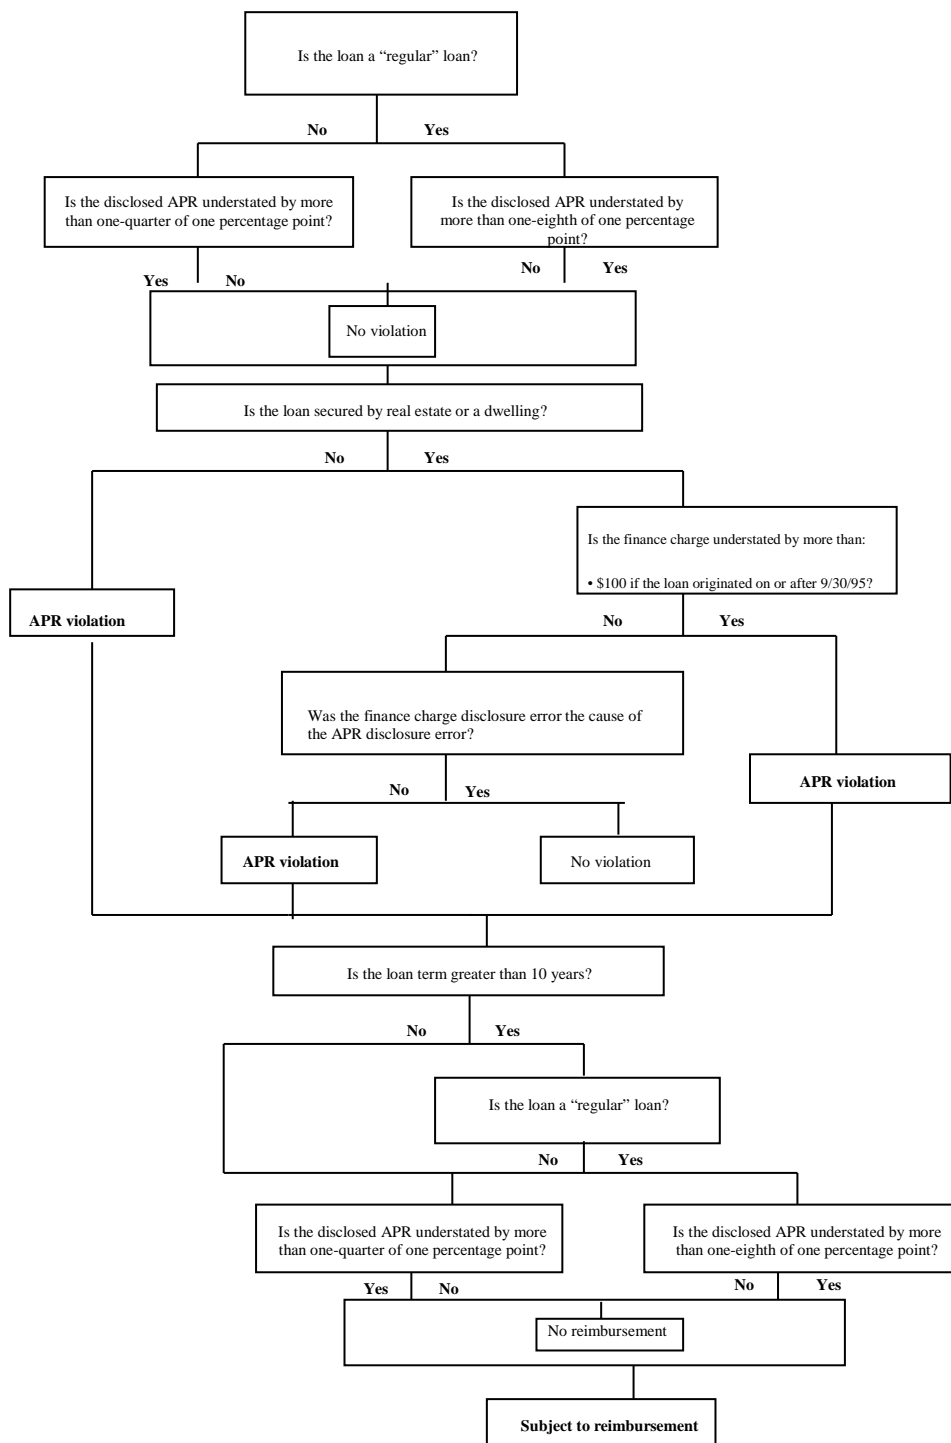 Is the loan a “regular” loan?
No Yes
Is the disclosed APR understated by more
than one-quarter of one percentage point?
Is the disclosed APR understated by
more than one-eighth of one percentage
point?
Yes No
No Yes
No violation
Is the loan secured by real estate or a dwelling?
No Yes
Is the finance charge understated by more than:
• $100 if the loan originated on or after 9/30/95?
APR violation
No Yes
Was the finance charge disclosure error the cause of
the APR disclosure error?
APR violation
No Yes
APR violation
No violation
Is the loan term greater than 10 years?
No Yes
Is the loan a “regular” loan?
No Yes
Is the disclosed APR understated by more
than one-quarter of one percentage point?
Is the disclosed APR understated by more
than one-eighth of one percentage point?
Yes No
No Yes
No reimbursement
Subject to reimbursement